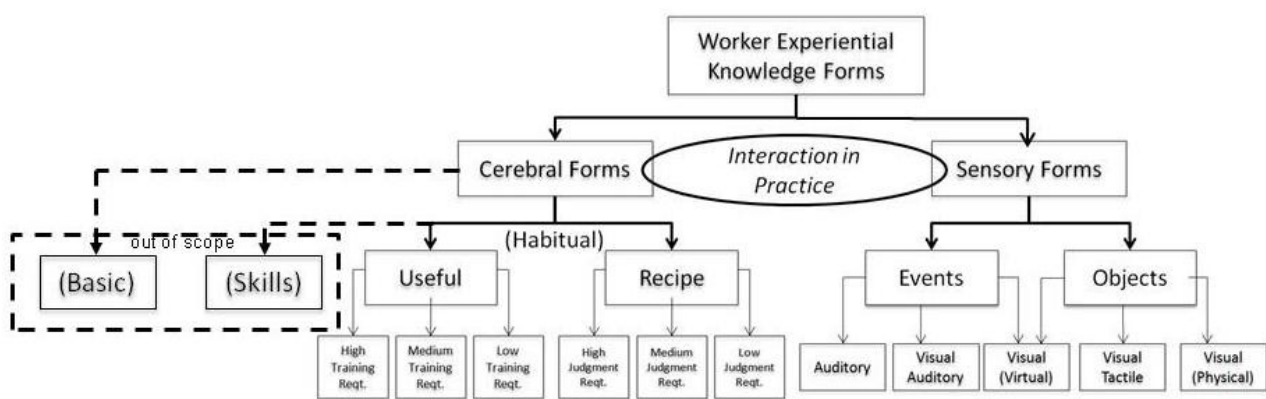 Worker Experiential
Knowledge Forms
Cerebral Forms
Interaction in
Practice
Sensory Forms
out of scope
(Basic)
(Skills)
(Habitual)
Useful
Recipe
Events
Objects
High
Training
Reqt.
Medium
Training
Reqt.
Low
Training
Reqt.
High
Judgment
Reqt.
Medium
Judgment
Reqt.
Low
Judgment
Reqt.
Auditory
Visual
Auditory
Visual
(Virtual)
Visual
Tactile
Visual
(Physical)